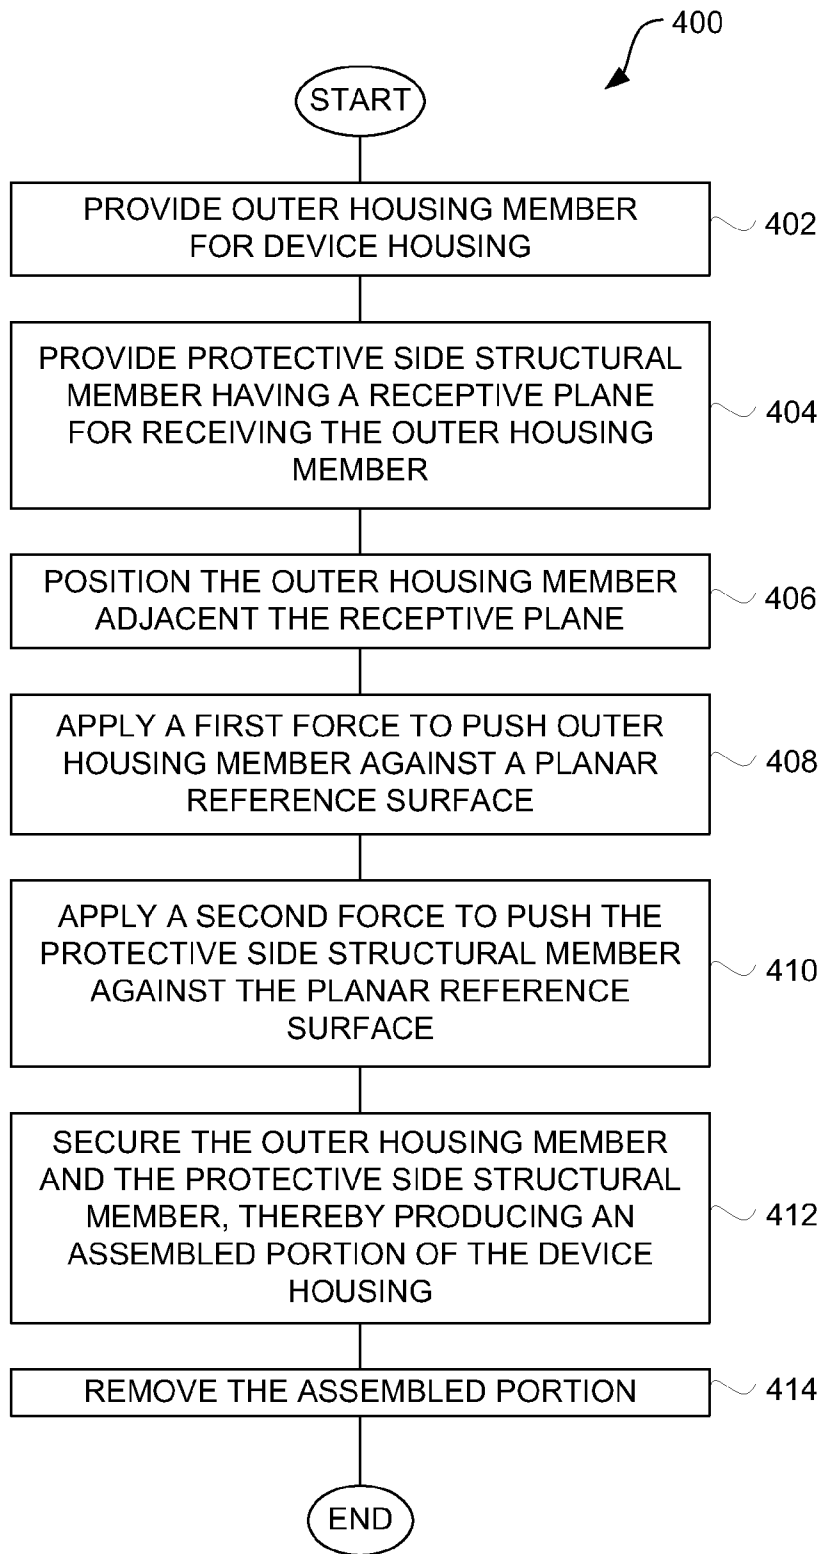 400
START
PROVIDE OUTER HOUSING MEMBER
FOR DEVICE HOUSING
402
PROVIDE PROTECTIVE SIDE STRUCTURAL
MEMBER HAVING A RECEPTIVE PLANE
FOR RECEIVING THE OUTER HOUSING
MEMBER
404
POSITION THE OUTER HOUSING MEMBER
ADJACENT THE RECEPTIVE PLANE
406
APPLY A FIRST FORCE TO PUSH OUTER
HOUSING MEMBER AGAINST A PLANAR
REFERENCE SURFACE
408
APPLY A SECOND FORCE TO PUSH THE
PROTECTIVE SIDE STRUCTURAL MEMBER
AGAINST THE PLANAR REFERENCE
SURFACE
410
SECURE THE OUTER HOUSING MEMBER
AND THE PROTECTIVE SIDE STRUCTURAL
MEMBER, THEREBY PRODUCING AN
ASSEMBLED PORTION OF THE DEVICE
HOUSING
412
REMOVE THE ASSEMBLED PORTION
414
END